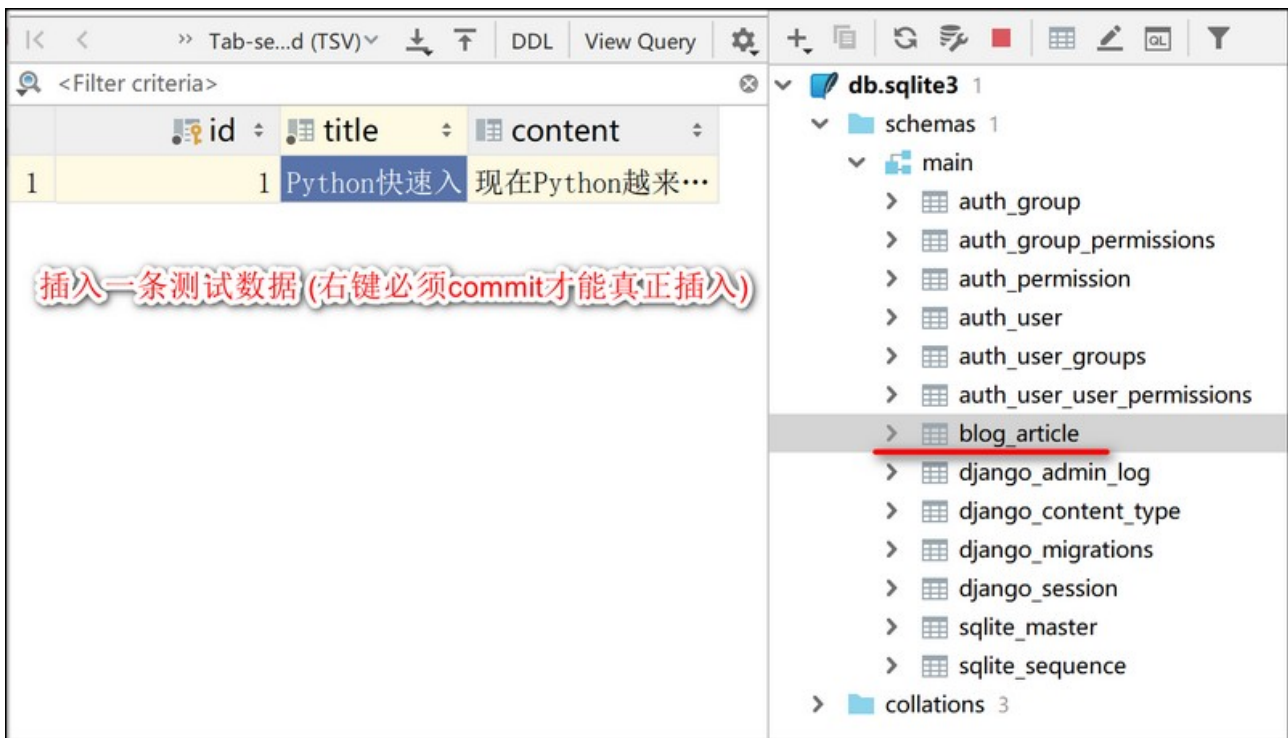 Tab-se...d (TSV) DDL View Query
<Filter criteria>
id title content
1 1 Python快速入 现在Python越来…
插入一条测试数据 (右键必须commit才能真正插入)
QL
db.sqlite3 1
schemas 1
main
auth_group
auth_group_permissions
auth_permission
auth_user
auth_user_groups
auth_user_user_permissions
blog_article
django_admin_log
django_content_type
django_migrations
django_session
sqlite_master
sqlite_sequence
collations 3